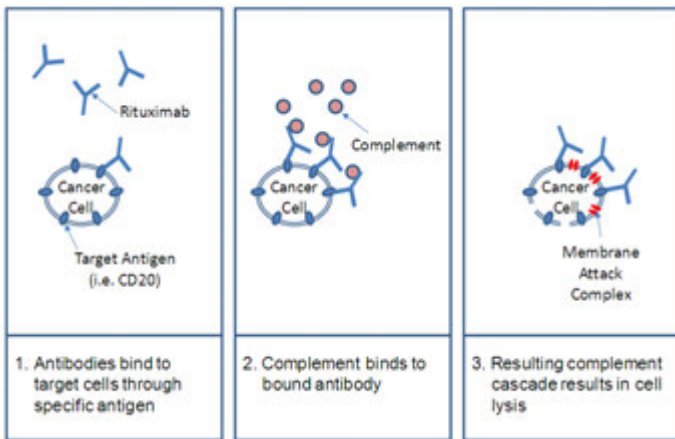 Rituximab
Cancer
Cell
Target Antigen
(i.e. CD20)
1. Antibodies bind to
target cells through
specific antigen
Complement
Cancer
Cell
2. Complement binds to
bound antibody
Cancer
Cell
Membrane
Attack
Complex
3. Resulting complement
cascade results in cell
lysis